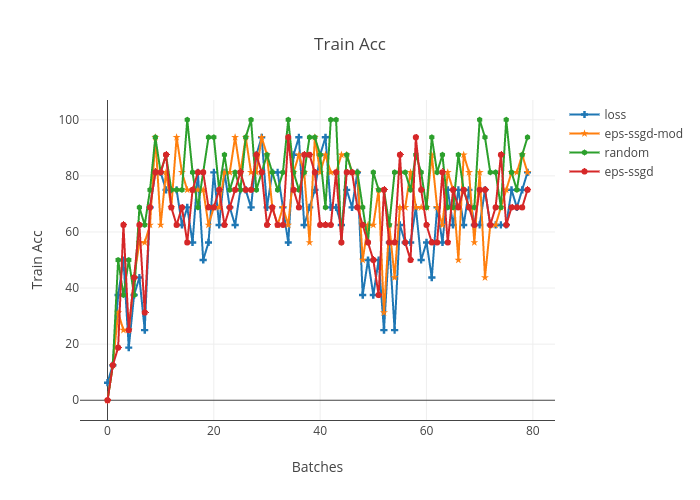 Train Acc
loss
eps-ssgd-mod
random
eps-ssgd
Train Acc
100
80
60
40
20
0
0 20 40 60 80
Batches